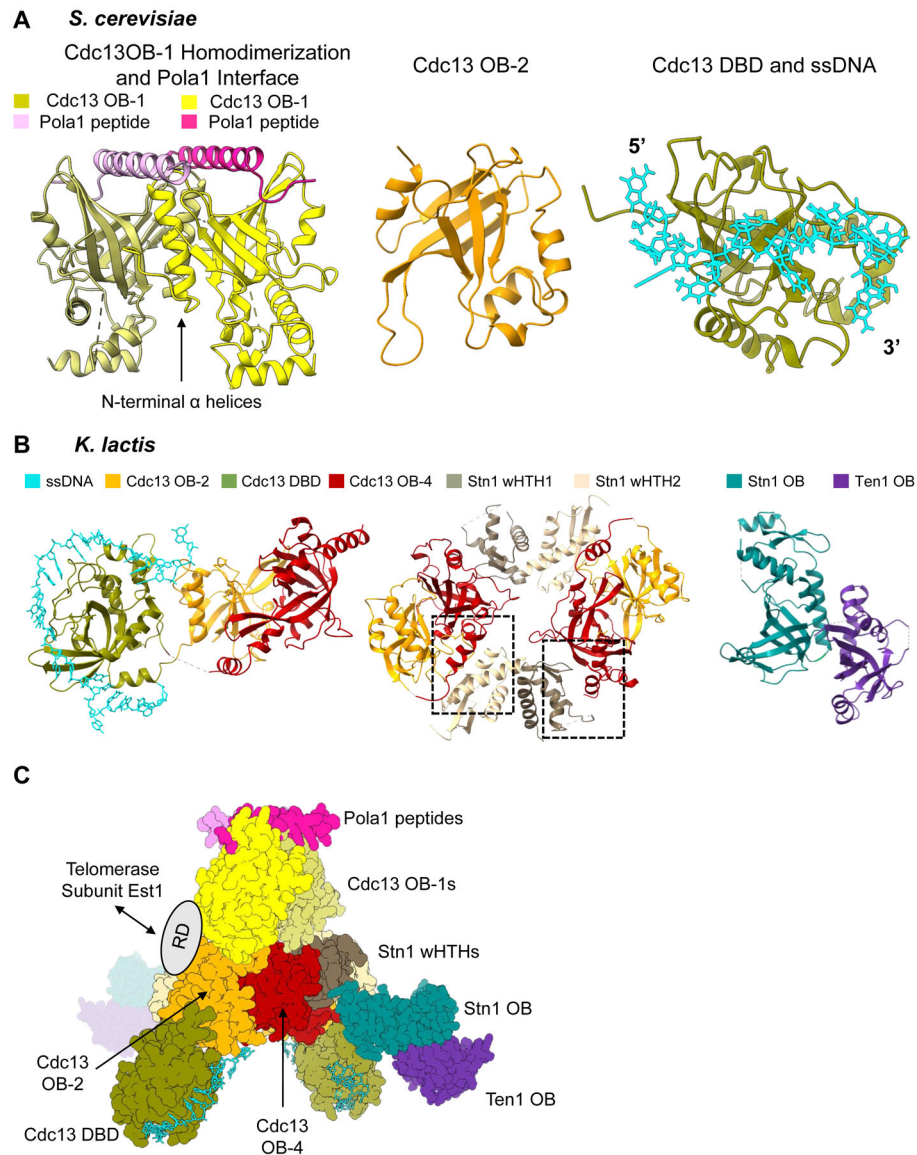 A
S. cerevisiae
Cdc13OB-1 Homodimerization
and Pola1 Interface
Cdc13 OB-1
Cdc13 OB-1
Pola1 peptide
Pola1 peptide
N-terminal α helices
Cdc13 OB-2
Cdc13 DBD and ssDNA
5’
3’
B
K. lactis
ssDNA
Cdc13 OB-2
Cdc13 DBD
Cdc13 OB-4
Stn1 wHTH1
Stn1 wHTH2
Stn1 OB
Ten1 OB
C
Pola1 peptides
Telomerase
Subunit Est1
Cdc13 OB-1s
RD
Stn1 wHTHs
Stn1 OB
Cdc13
OB-2
Ten1 OB
Cdc13 DBD
Cdc13
OB-4